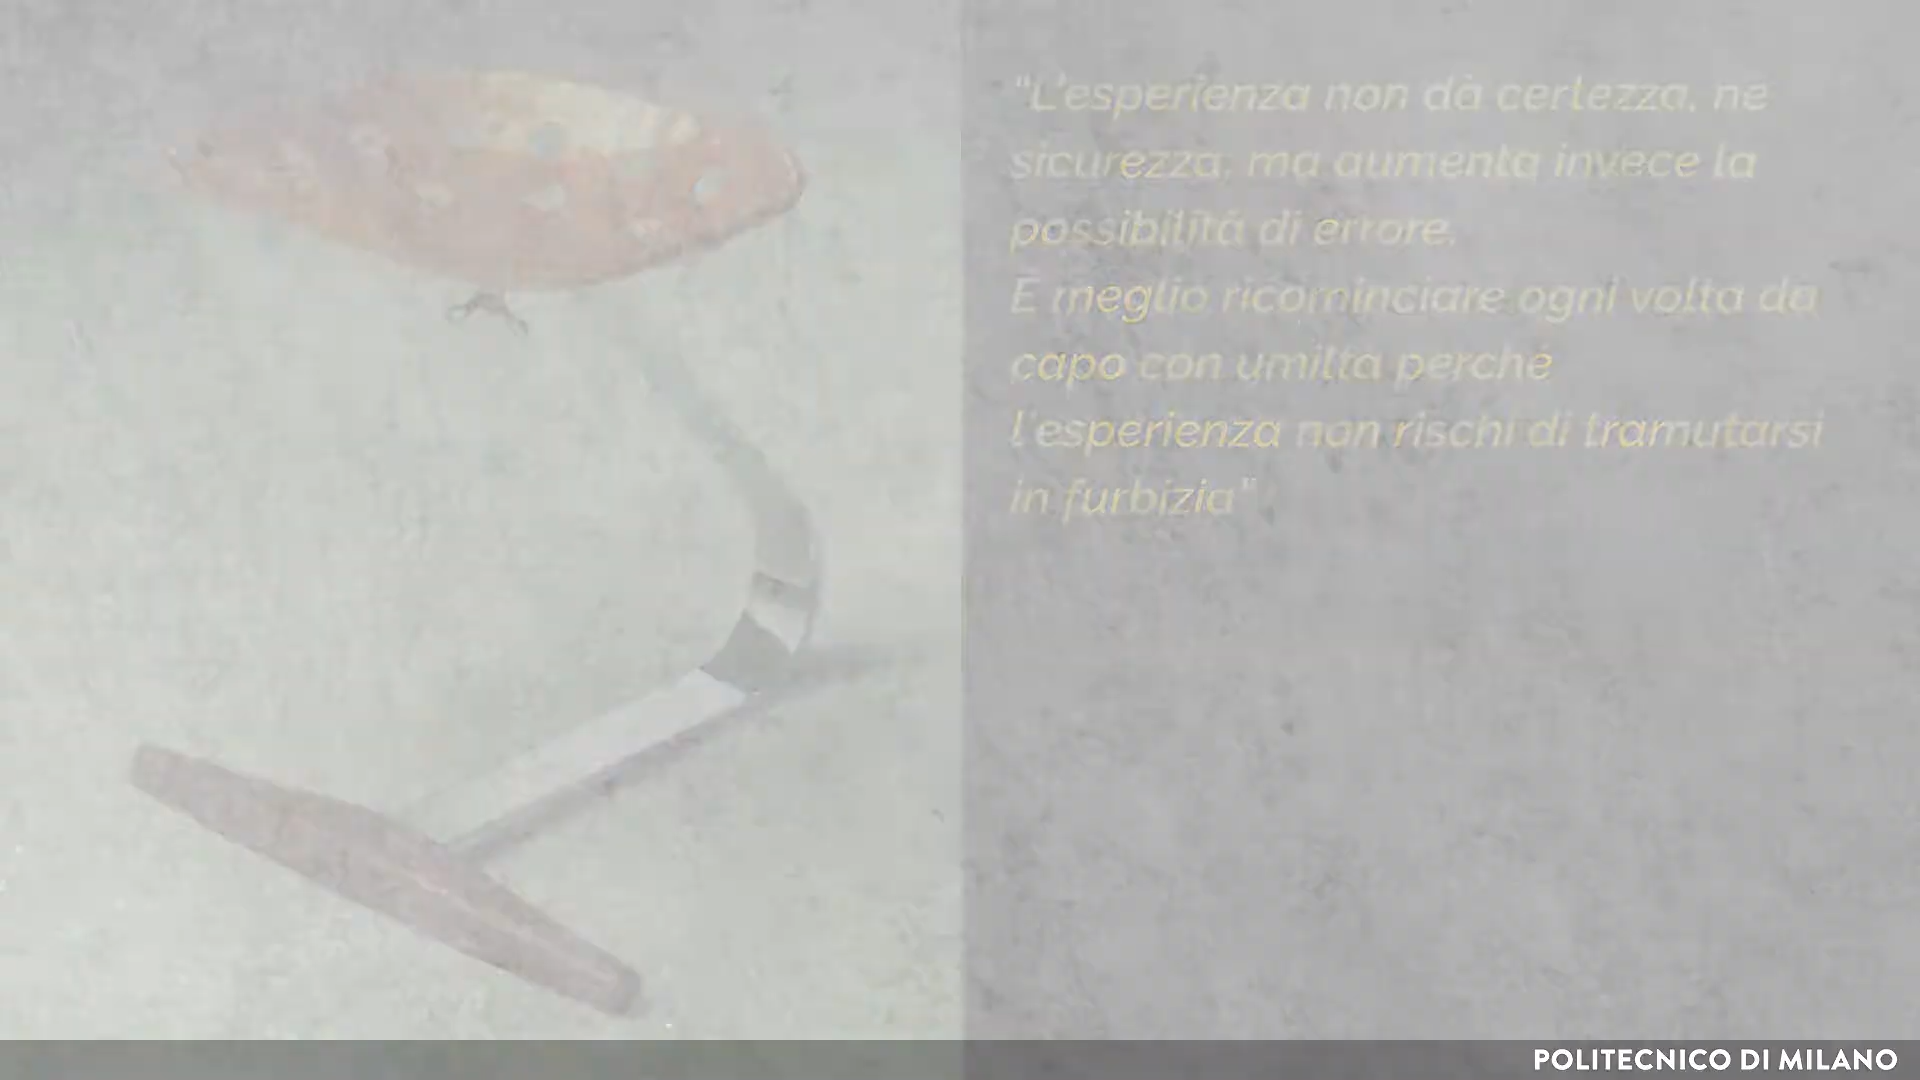 "L'esperienza non dà certezza, né
sicurezza, ma aumenta invece la
possibilità di errore.
È meglio ricominciare ogni volta da
capo con umiltà perché
l'esperienza non rischi di tramutarsi
in furbizia"
POLITECNICO DI MILANO